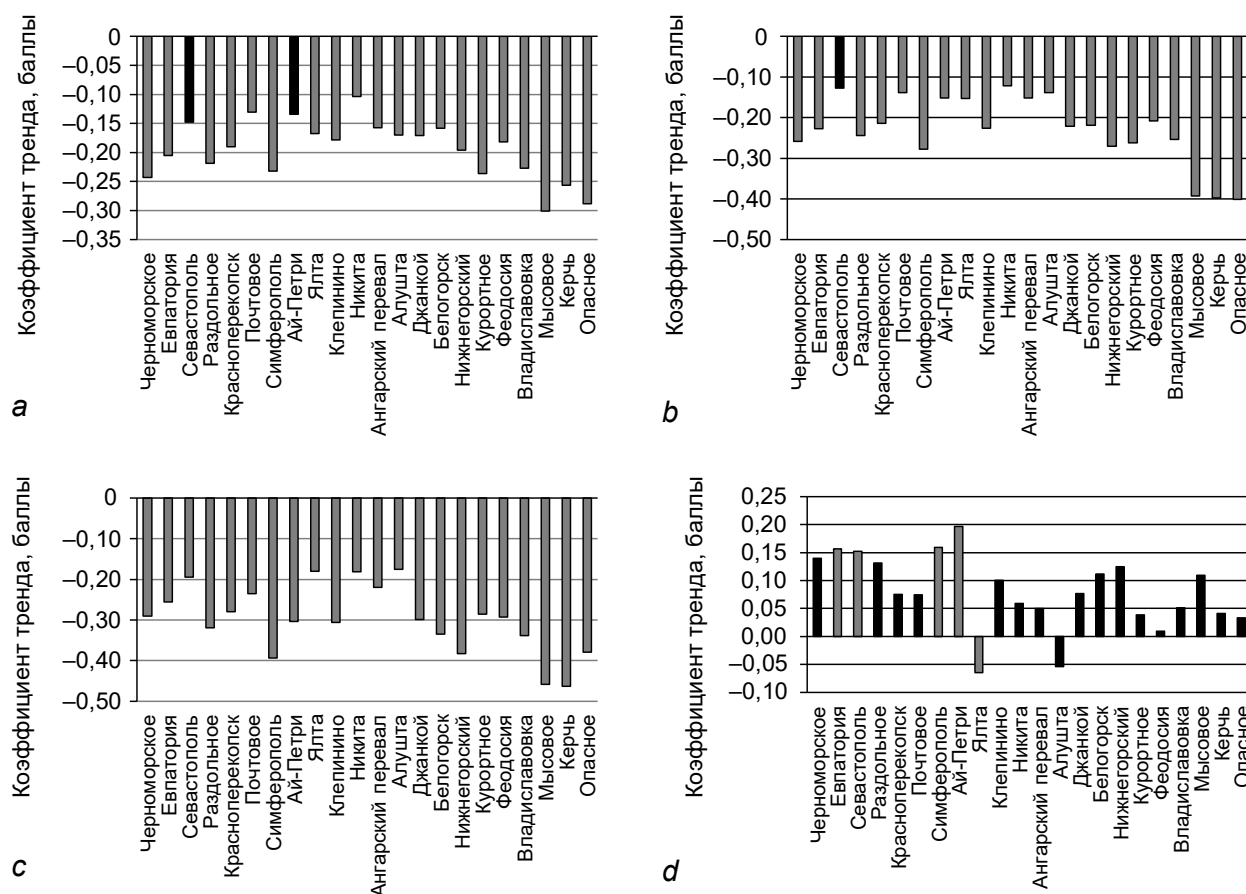 Коэффициент тренда, баллы
0
–0,05
–0,10
–0,15
–0,20
–0,25
–0,30
–0,35
Черноморское
Евпатория
Севастополь
Раздольное
Красноперекопск
Почтовое
Симферополь
Ай-Петри
Ялта
Клепинино
Никита
Ангарский перевал
Алушта
Джанкой
Белогорск
Нижнегорский
Курортное
Феодосия
Владиславовка
Мысовое
Керчь
Опасное
a
Коэффициент тренда, баллы
0
–0,10
–0,20
–0,30
–0,40
–0,50
Черноморское
Евпатория
Севастополь
Раздольное
Красноперекопск
Почтовое
Симферополь
Ай-Петри
Ялта
Клепинино
Никита
Ангарский перевал
Алушта
Джанкой
Белогорск
Нижнегорский
Курортное
Феодосия
Владиславовка
Мысовое
Керчь
Опасное
b
Коэффициент тренда, баллы
0
–0,10
–0,20
–0,30
–0,40
–0,50
Черноморское
Евпатория
Севастополь
Раздольное
Красноперекопск
Почтовое
Симферополь
Ай-Петри
Ялта
Клепинино
Никита
Ангарский перевал
Алушта
Джанкой
Белогорск
Нижнегорский
Курортное
Феодосия
Владиславовка
Мысовое
Керчь
Опасное
c
Коэффициент тренда, баллы
0,25
0,20
0,15
0,10
0,05
0,00
–0,05
–0,10
Черноморское
Евпатория
Севастополь
Раздольное
Красноперекопск
Почтовое
Симферополь
Ай-Петри
Ялта
Клепинино
Никита
Ангарский перевал
Алушта
Джанкой
Белогорск
Нижнегорский
Курортное
Феодосия
Владиславовка
Мысовое
Керчь
Опасное
d